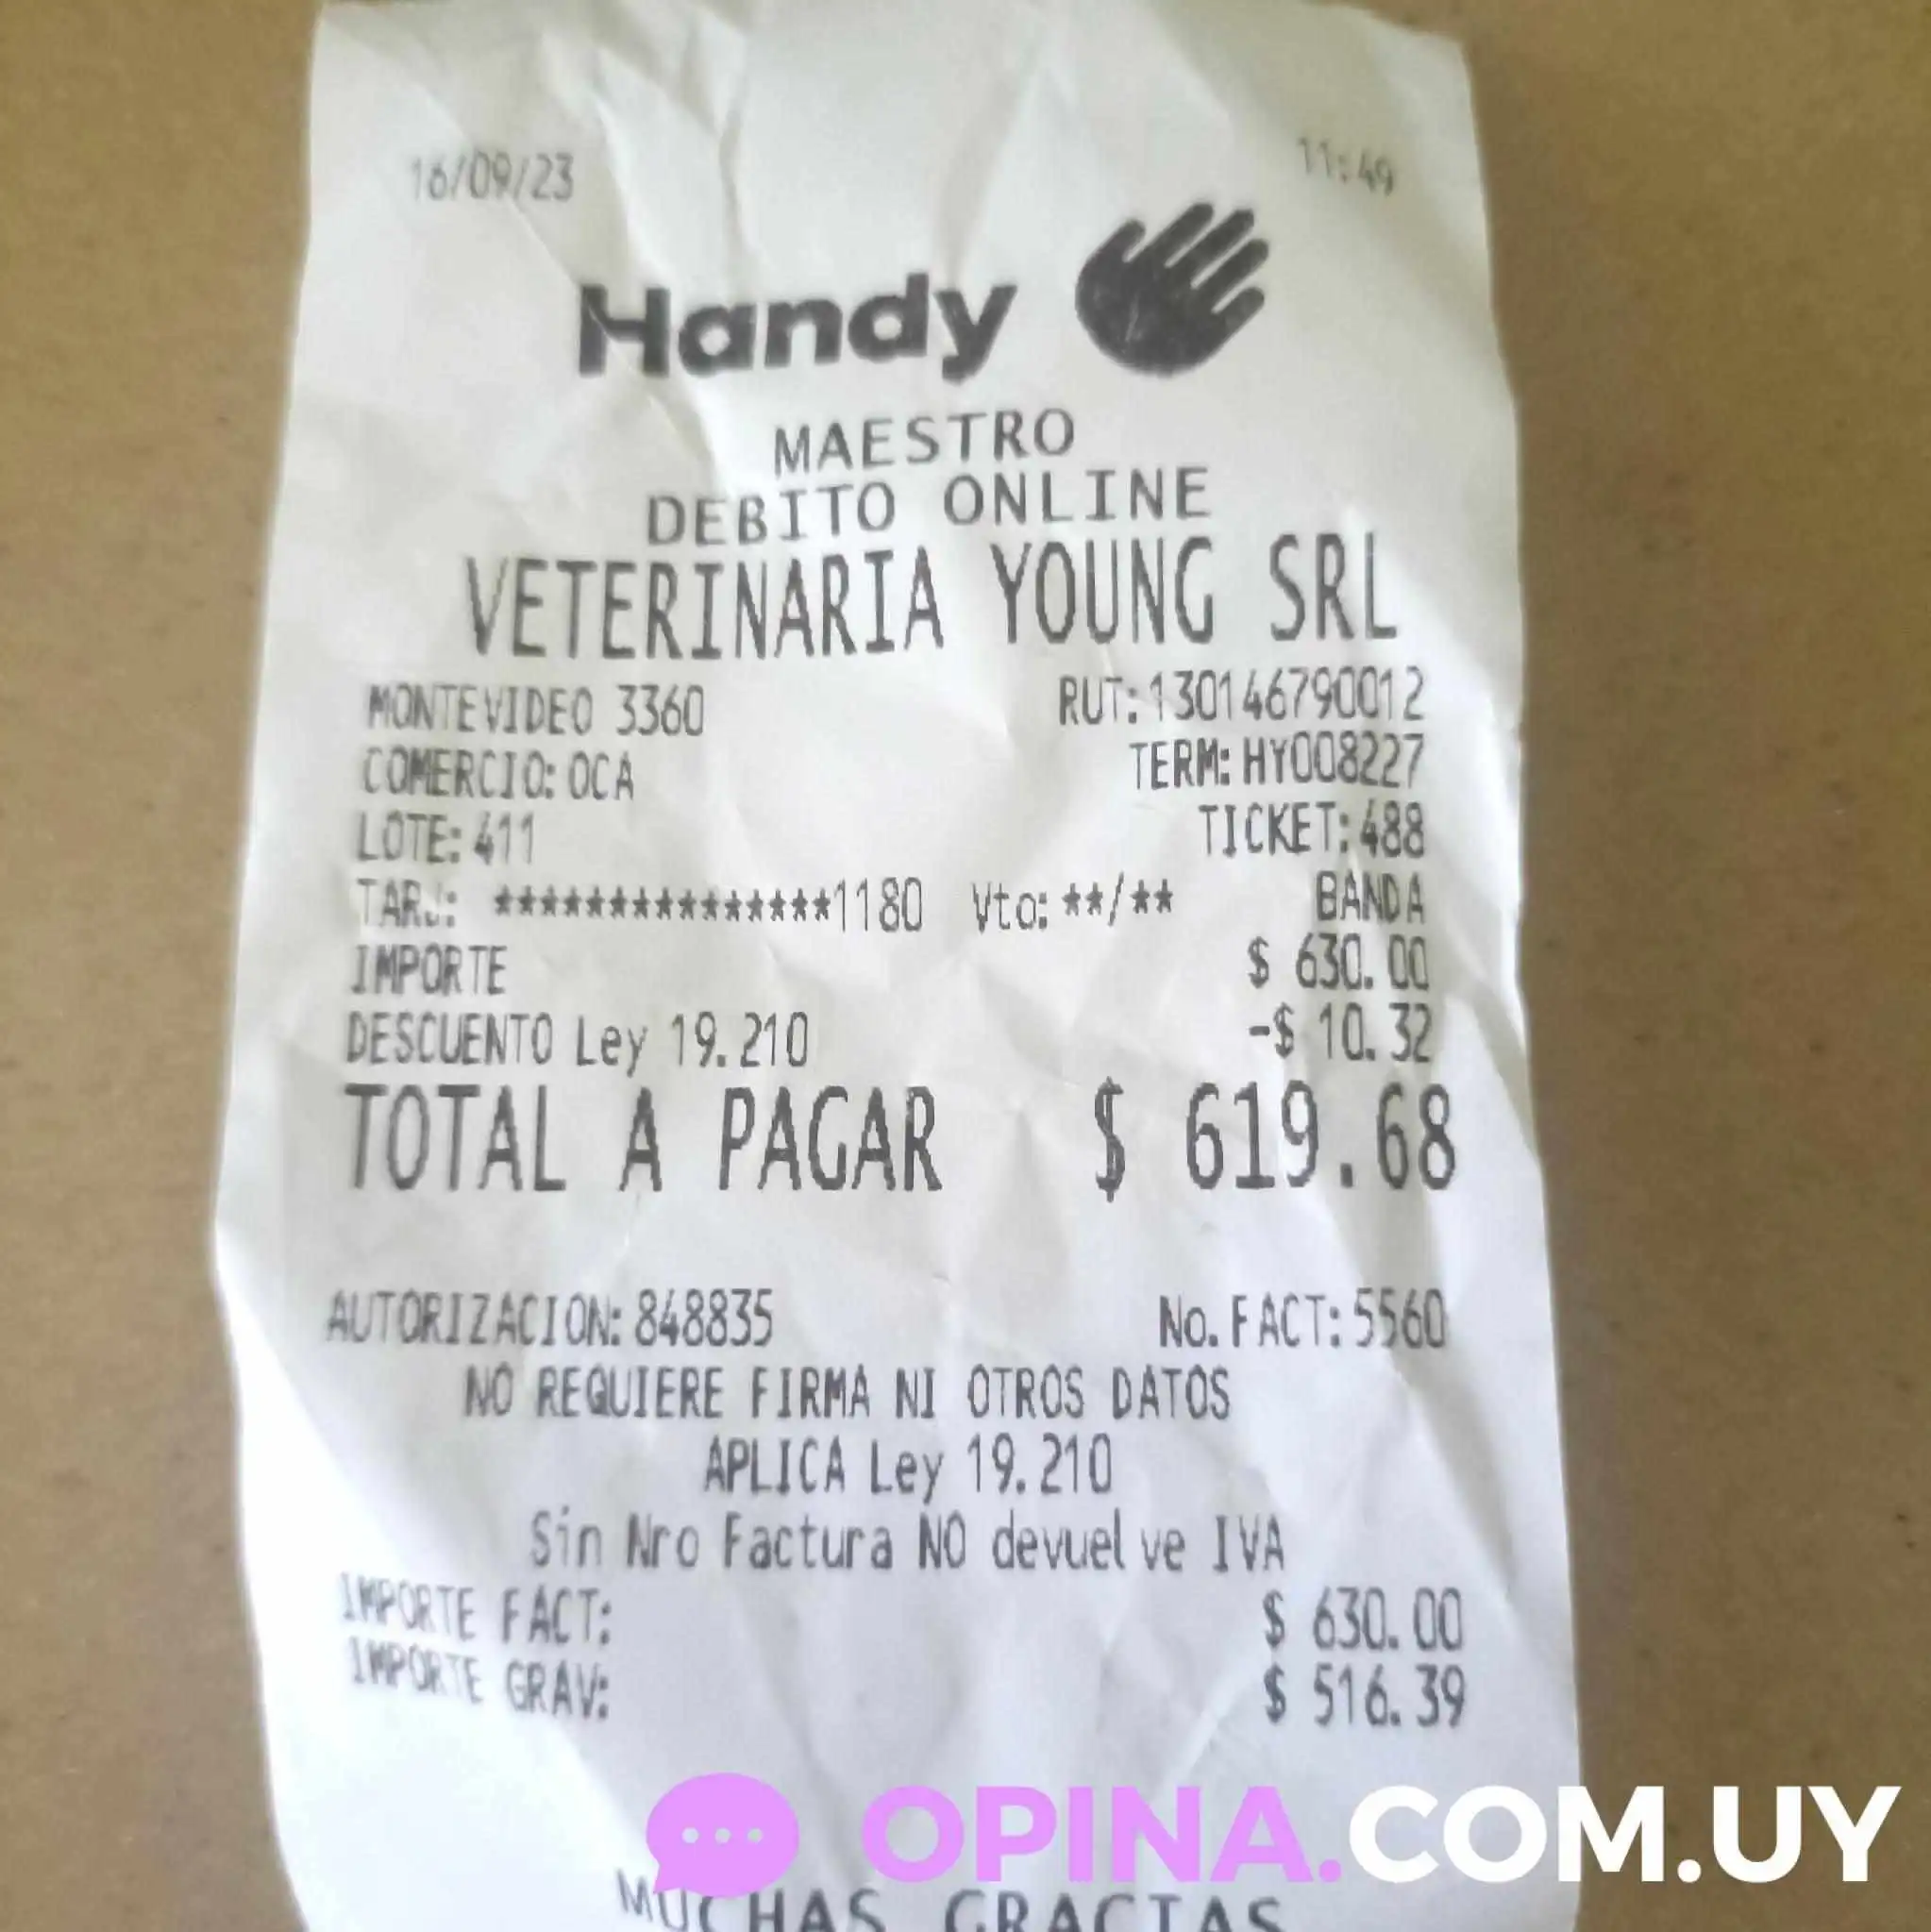 16/09/23 11:49
Handy
MAESTRO
DEBITO ONLINE
VETERINARIA YOUNG SRL
MONTEVIDEO 3360 RUT:130146790012
COMERCIO: OCA TERM: HY008227
LOTE: 411 TICKET: 488
TARJ: ***************1180 Vto: **/** BANDA
IMPORTE $ 630.00
DESCUENTO Ley 19.210 -$ 10.32
TOTAL A PAGAR $ 619.68
AUTORIZACION: 848835 No. FACT: 5560
NO REQUIERE FIRMA NI OTROS DATOS
APLICA Ley 19.210
Sin Nro Factura NO devuelve IVA
IMPORTE FACT: $ 630.00
IMPORTE GRAV: $ 516.39
OPINA.COM.UY
MUCHAS GRACIAS